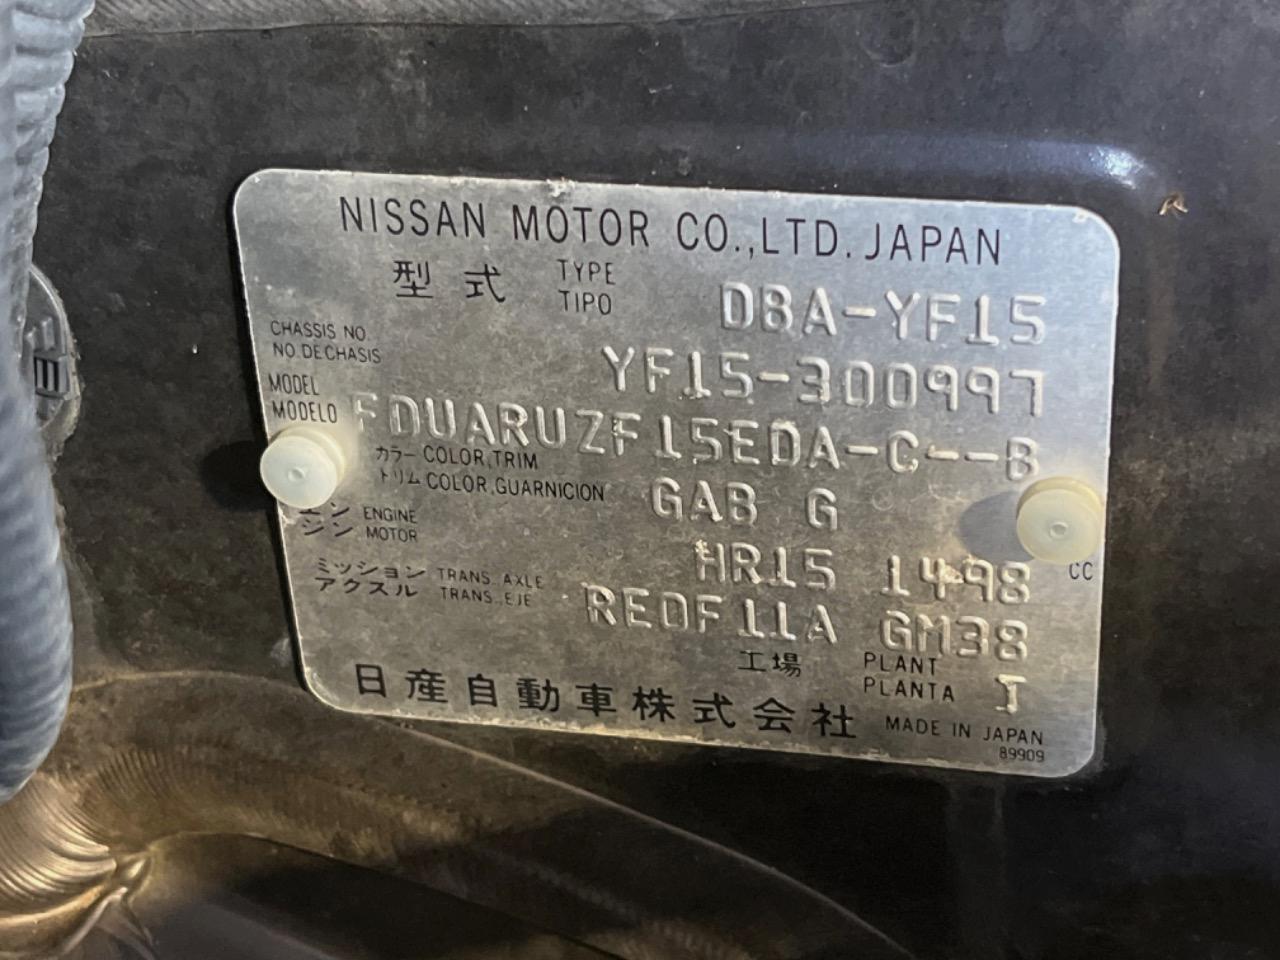 NISSAN MOTOR CO.,LTD. JAPAN
型式 TYPE TIPO DBA-YF15
CHASSIS NO
NO. DE CHASIS YF15-300997
MODEL
MODELO FDUARUZF15EDA-C--B
カラー COLOR,TRIM
トリム COLOR,GUARNICION GAB G
エン ENGINE
ジン MOTOR HR15 1498 CC
ミッション TRANS. AXLE
アクスル TRANS., EJE RE0F11A GM38
工場 PLANT
PLANTA I
日産自動車株式会社 MADE IN JAPAN
89909